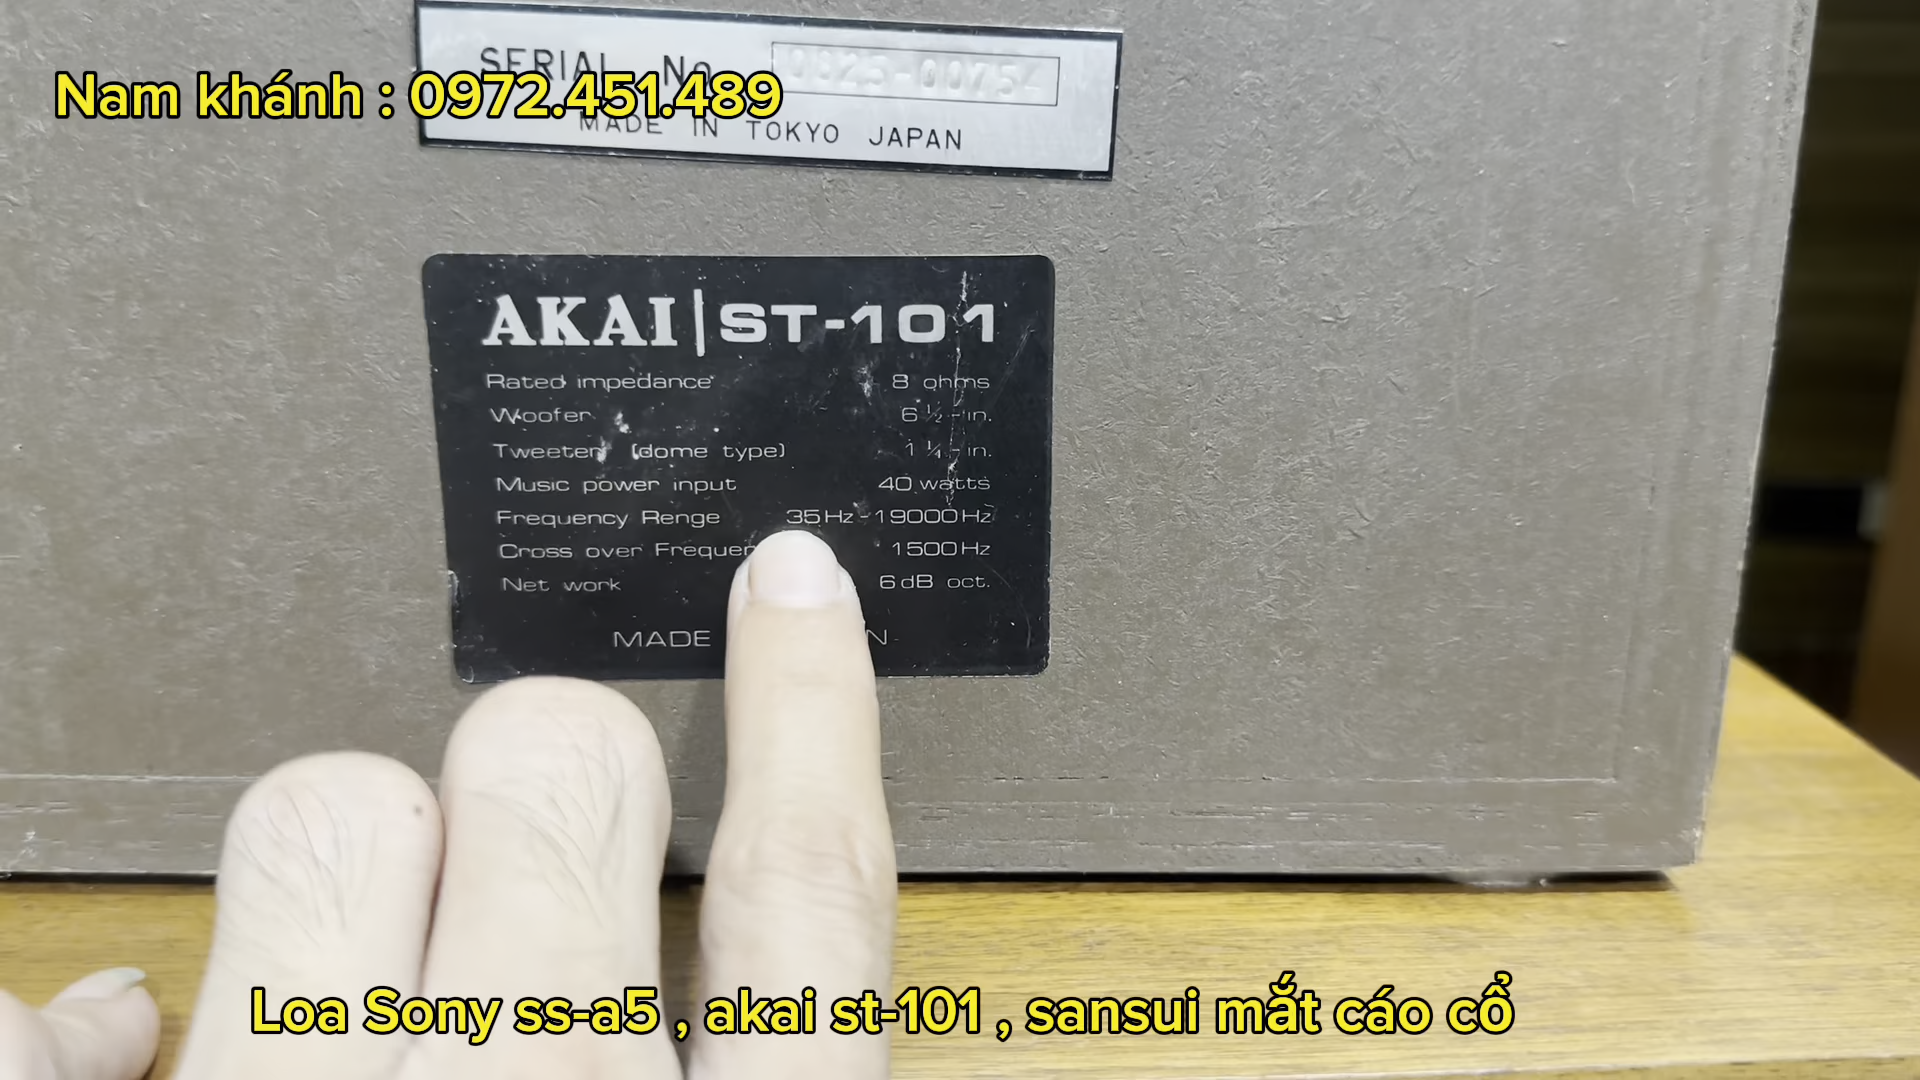 SERIAL No
Nam khánh : 0972.451.489
MADE IN TOKYO JAPAN
AKAI | ST-101
Rated impedance 8 ohms
Woofer 6 ½-in.
Tweeter (dome type) 1 ¼-in.
Music power input 40 watts
Frequency Renge 35Hz-19000Hz
Cross over Frequen 1500Hz
Net work 6dB oct.
MADE N
Loa Sony ss-a5 , akai st-101 , sansui mắt cáo cổ